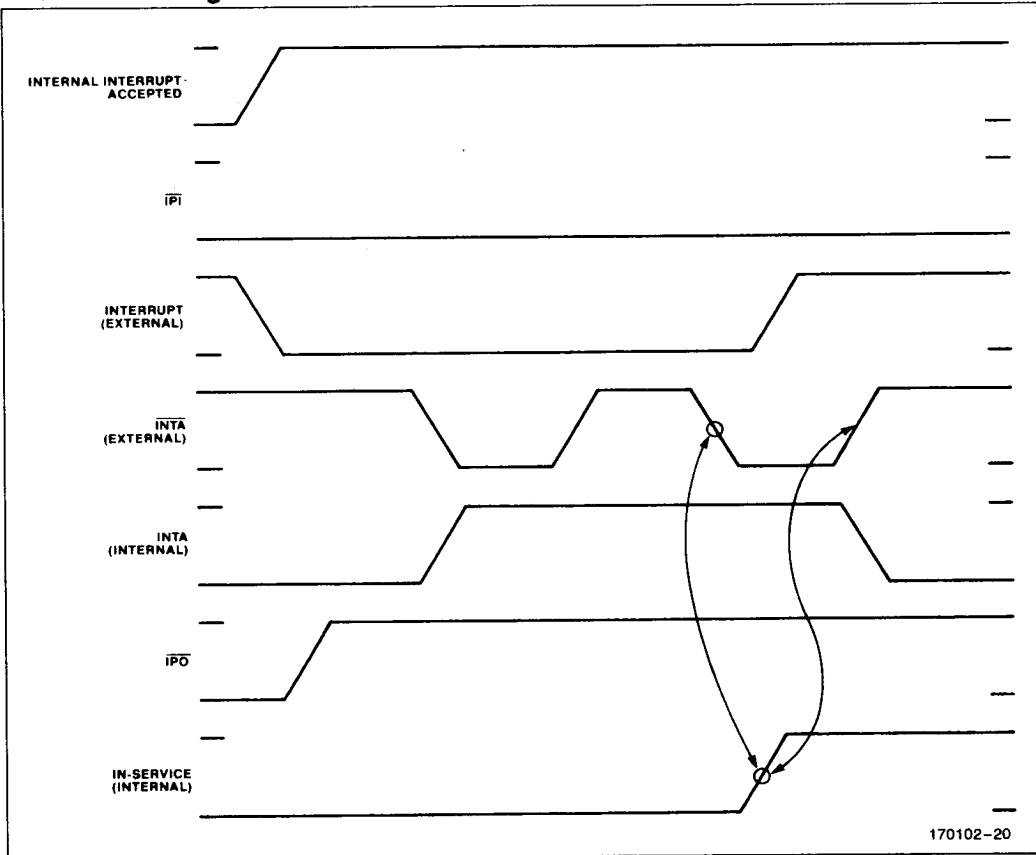 INTERNAL INTERRUPT
ACCEPTED
IPI
INTERRUPT
(EXTERNAL)
INTA
(EXTERNAL)
INTA
(INTERNAL)
IPO
IN-SERVICE
(INTERNAL)
170102-20